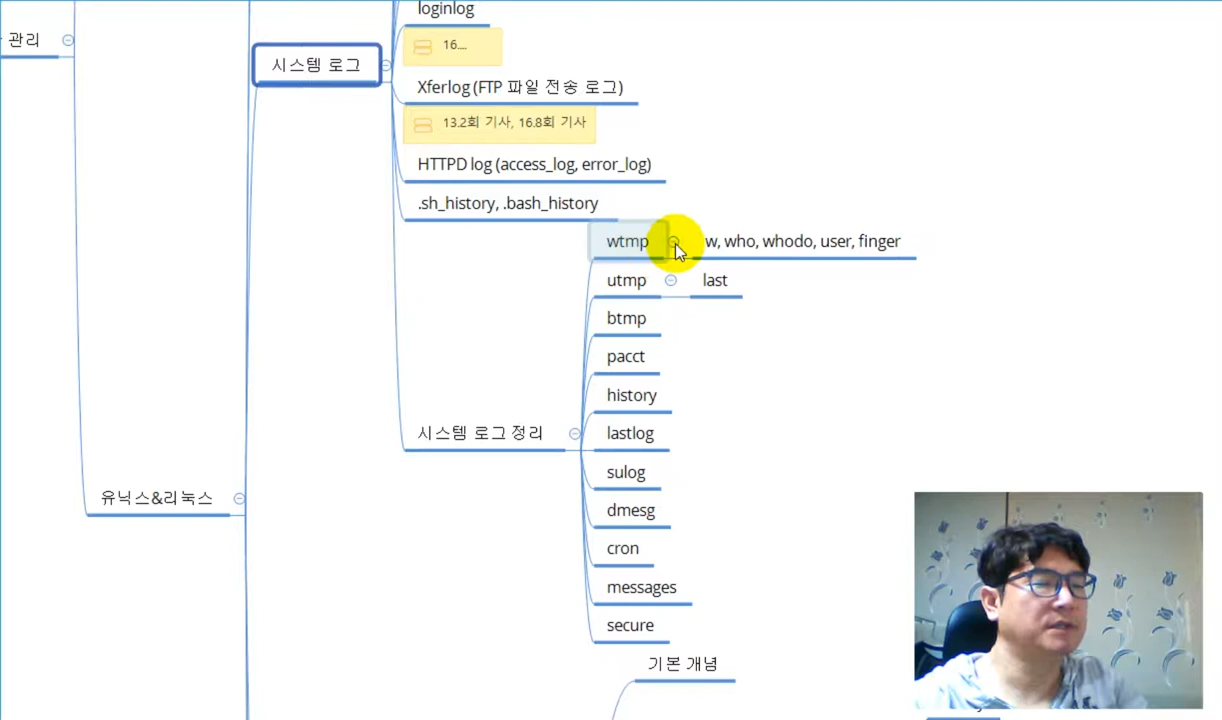 loginlog
관리
16...
시스템 로그
Xferlog (FTP 파일 전송 로그)
13.2회 기사, 16.8회 기사
HTTPD log (access_log, error_log)
.sh_history, .bash_history
wtmp
w, who, whodo, user, finger
utmp
last
btmp
pacct
history
시스템 로그 정리
lastlog
sulog
유닉스&리눅스
dmesg
cron
messages
secure
기본 개념